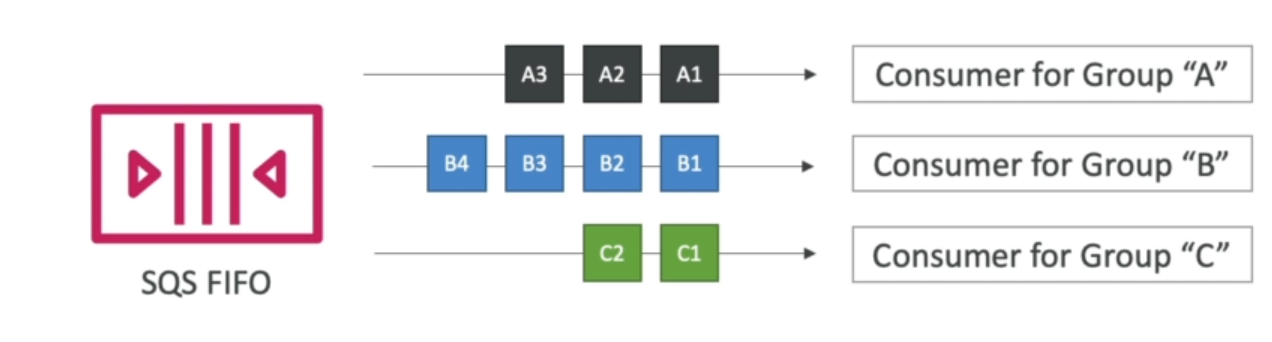 A3 A2 A1
Consumer for Group “A”
B4 B3 B2 B1
Consumer for Group “B”
C2 C1
Consumer for Group “C”
SQS FIFO